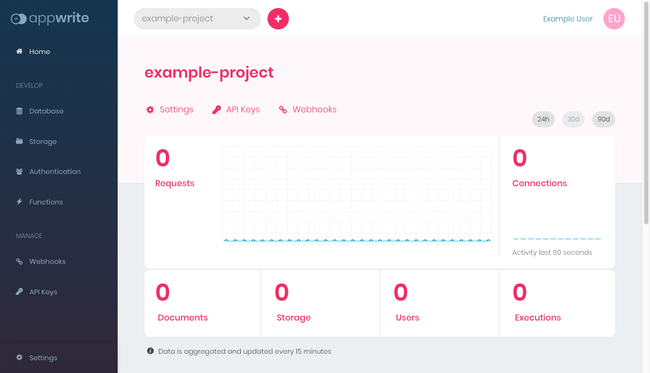 appwrite
example-project
+
Example User
EU
Home
DEVELOP
Database
Storage
Authentication
Functions
MANAGE
Webhooks
API Keys
Settings
example-project
Settings
API Keys
Webhooks
24h
30d
90d
0
Requests
0
Connections
Activity last 60 seconds
0
Documents
0
Storage
0
Users
0
Executions
Data is aggregated and updated every 15 minutes